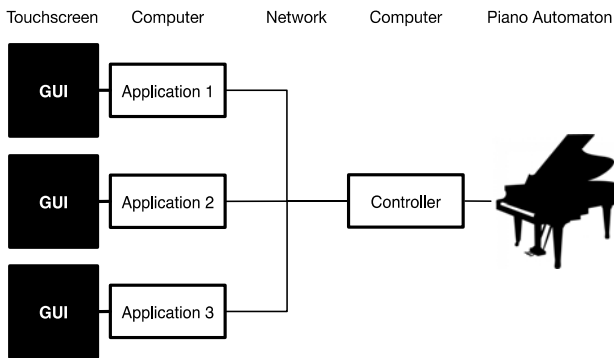 Touchscreen Computer Network Computer Piano Automaton
GUI Application 1
GUI Application 2 Controller
GUI Application 3